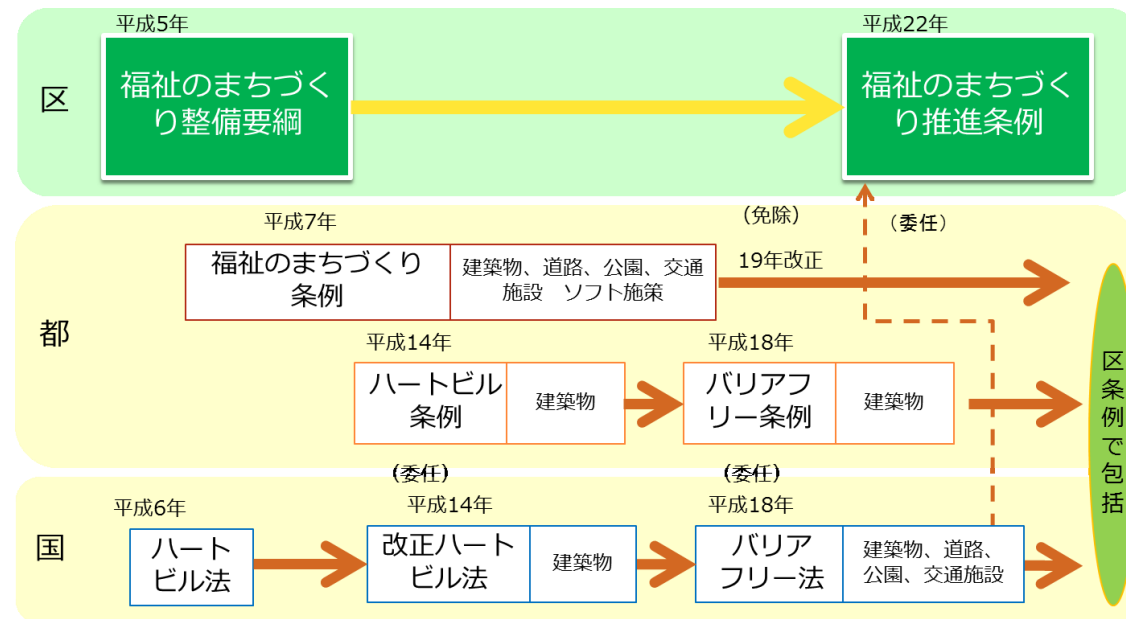 区
平成5年
福祉のまちづく
り整備要綱
平成22年
福祉のまちづく
り推進条例
都
平成7年
福祉のまちづくり
条例
建築物、道路、公園、交通
施設　ソフト施策
(免除)
(委任)
19年改正
平成14年
ハートビル
条例
建築物
平成18年
バリアフ
リー条例
建築物
(委任)
(委任)
国
平成6年
ハート
ビル法
平成14年
改正ハート
ビル法
建築物
平成18年
バリア
フリー法
建築物、道路、
公園、交通施設
区条例で包括